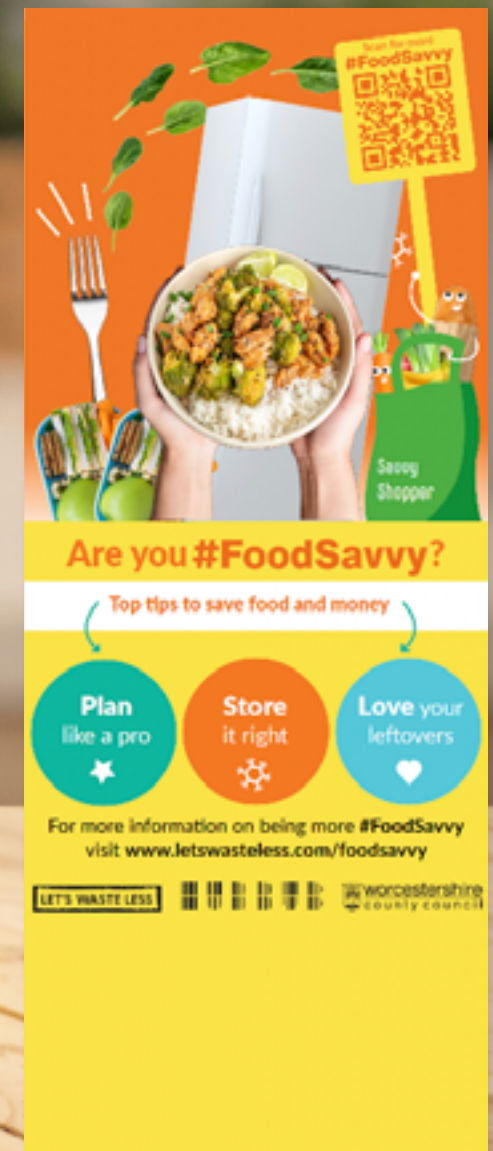 Scan for more
#FoodSavvy
Savvy
Shopper
Are you #FoodSavvy?
Top tips to save food and money
Plan
like a pro
Store
it right
Love your
leftovers
For more information on being more #FoodSavvy
visit www.letswasteless.com/foodsavvy
LET'S WASTE LESS
worcestershire
county council